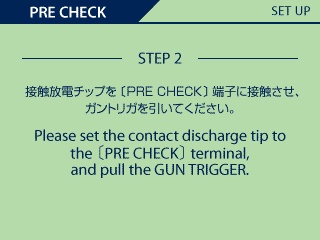 PRE CHECK
SET UP
STEP 2
接触放電チップを〔PRE CHECK〕端子に接触させ、
ガントリガを引いてください。
Please set the contact discharge tip to
the〔PRE CHECK〕terminal,
and pull the GUN TRIGGER.